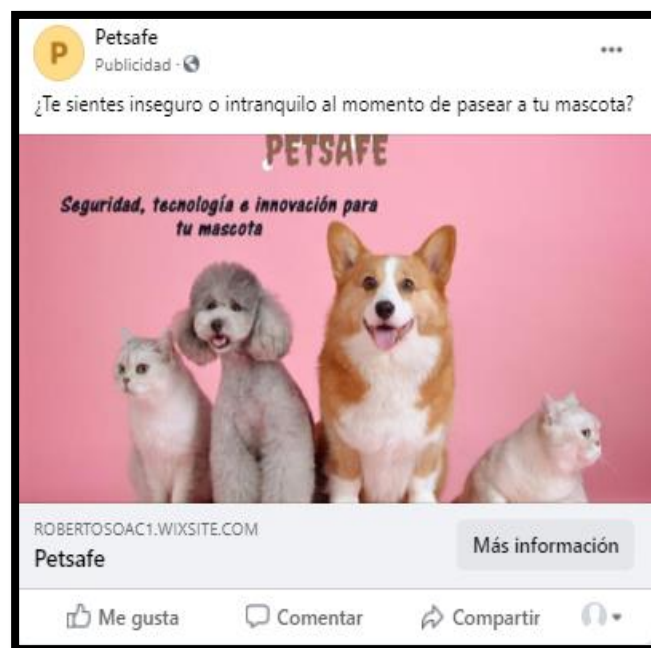 P
Petsafe
Publicidad ·
¿Te sientes inseguro o intranquilo al momento de pasear a tu mascota?
PETSAFE
Seguridad, tecnología e innovación para
tu mascota
ROBERTOSOAC1.WIXSITE.COM
Petsafe
Más información
Me gusta
Comentar
Compartir